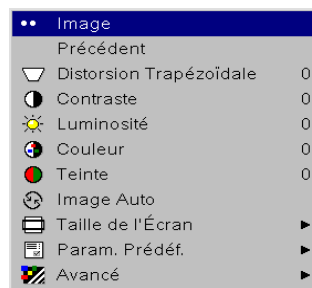 Image
Précédent
Distorsion Trapézoïdale 0
Contraste 0
Luminosité 0
Couleur 0
Teinte 0
Image Auto
Taille de l'Écran
Param. Prédéf.
Avancé